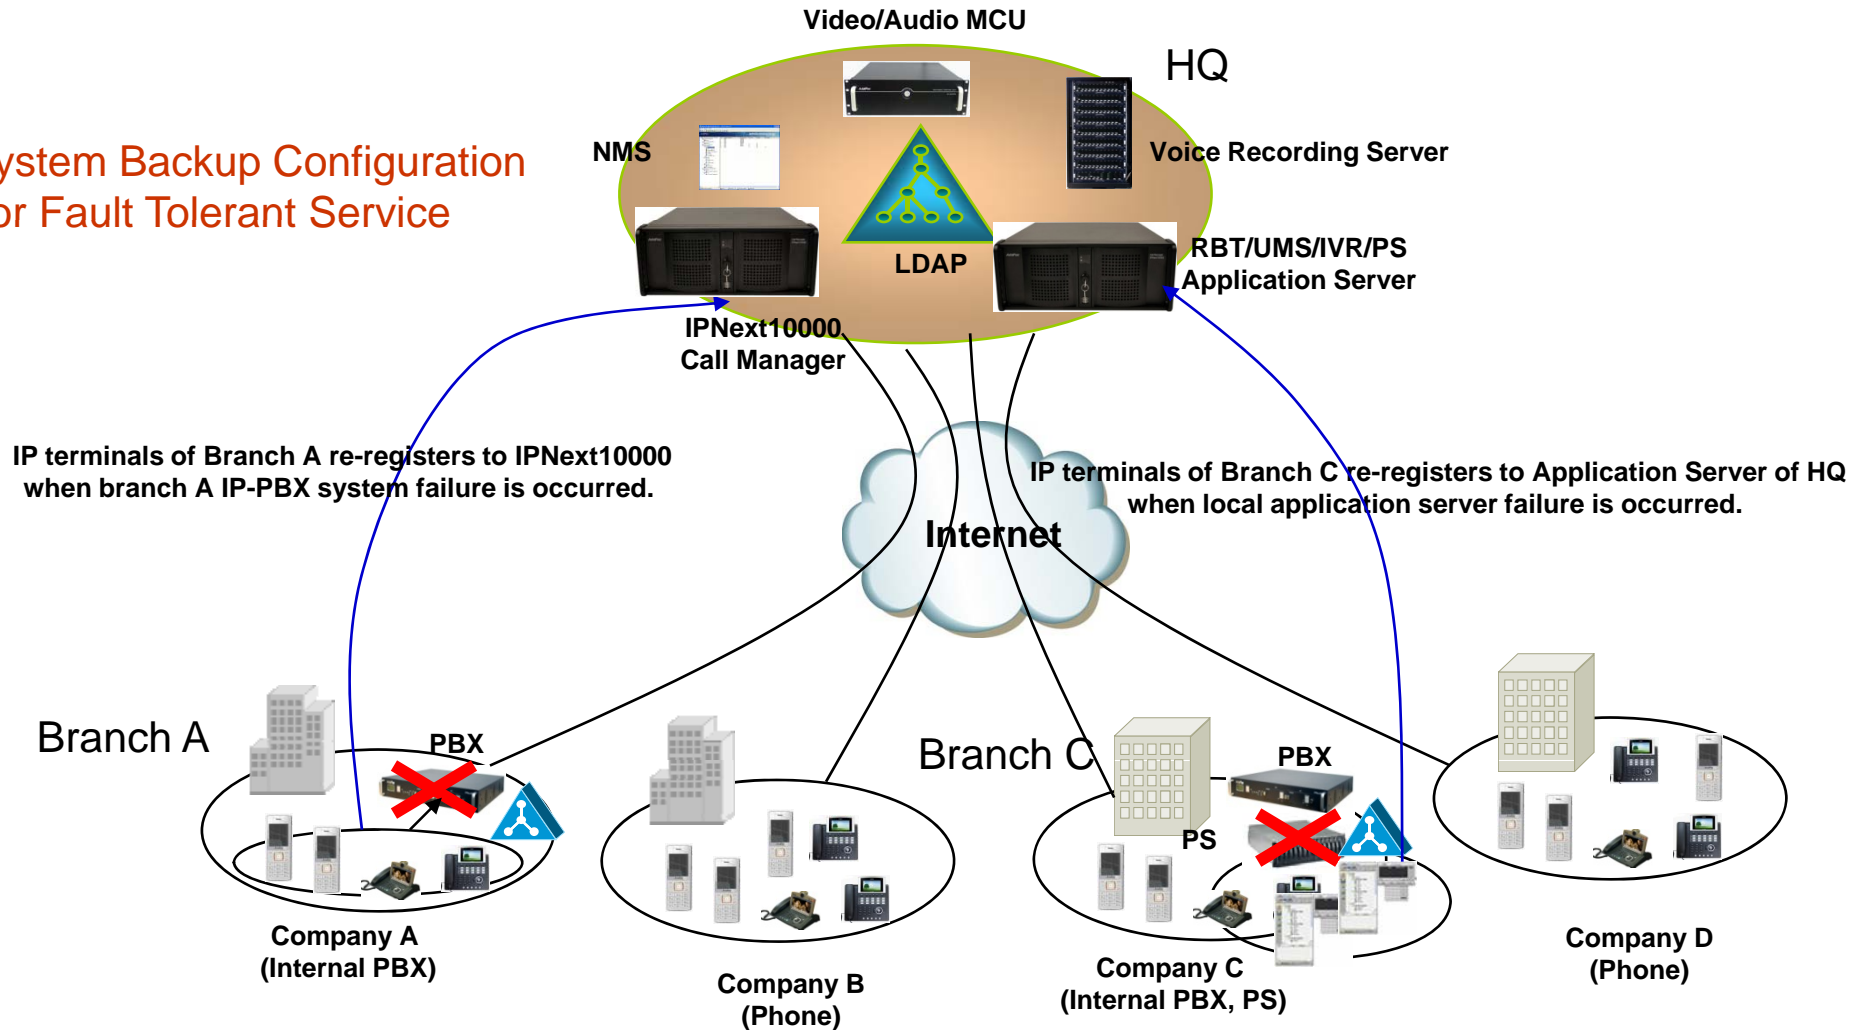 Video/Audio MCU
HQ
ystem Backup Configuration
or Fault Tolerant Service
NMS
Voice Recording Server
LDAP
RBT/UMS/IVR/PS
Application Server
IPNext10000
Call Manager
IP terminals of Branch A re-registers to IPNext10000
when branch A IP-PBX system failure is occurred.
IP terminals of Branch C re-registers to Application Server of HQ
when local application server failure is occurred.
Internet
Branch A
PBX
Branch C
PBX
PS
Company A
(Internal PBX)
Company B
(Phone)
Company C
(Internal PBX, PS)
Company D
(Phone)